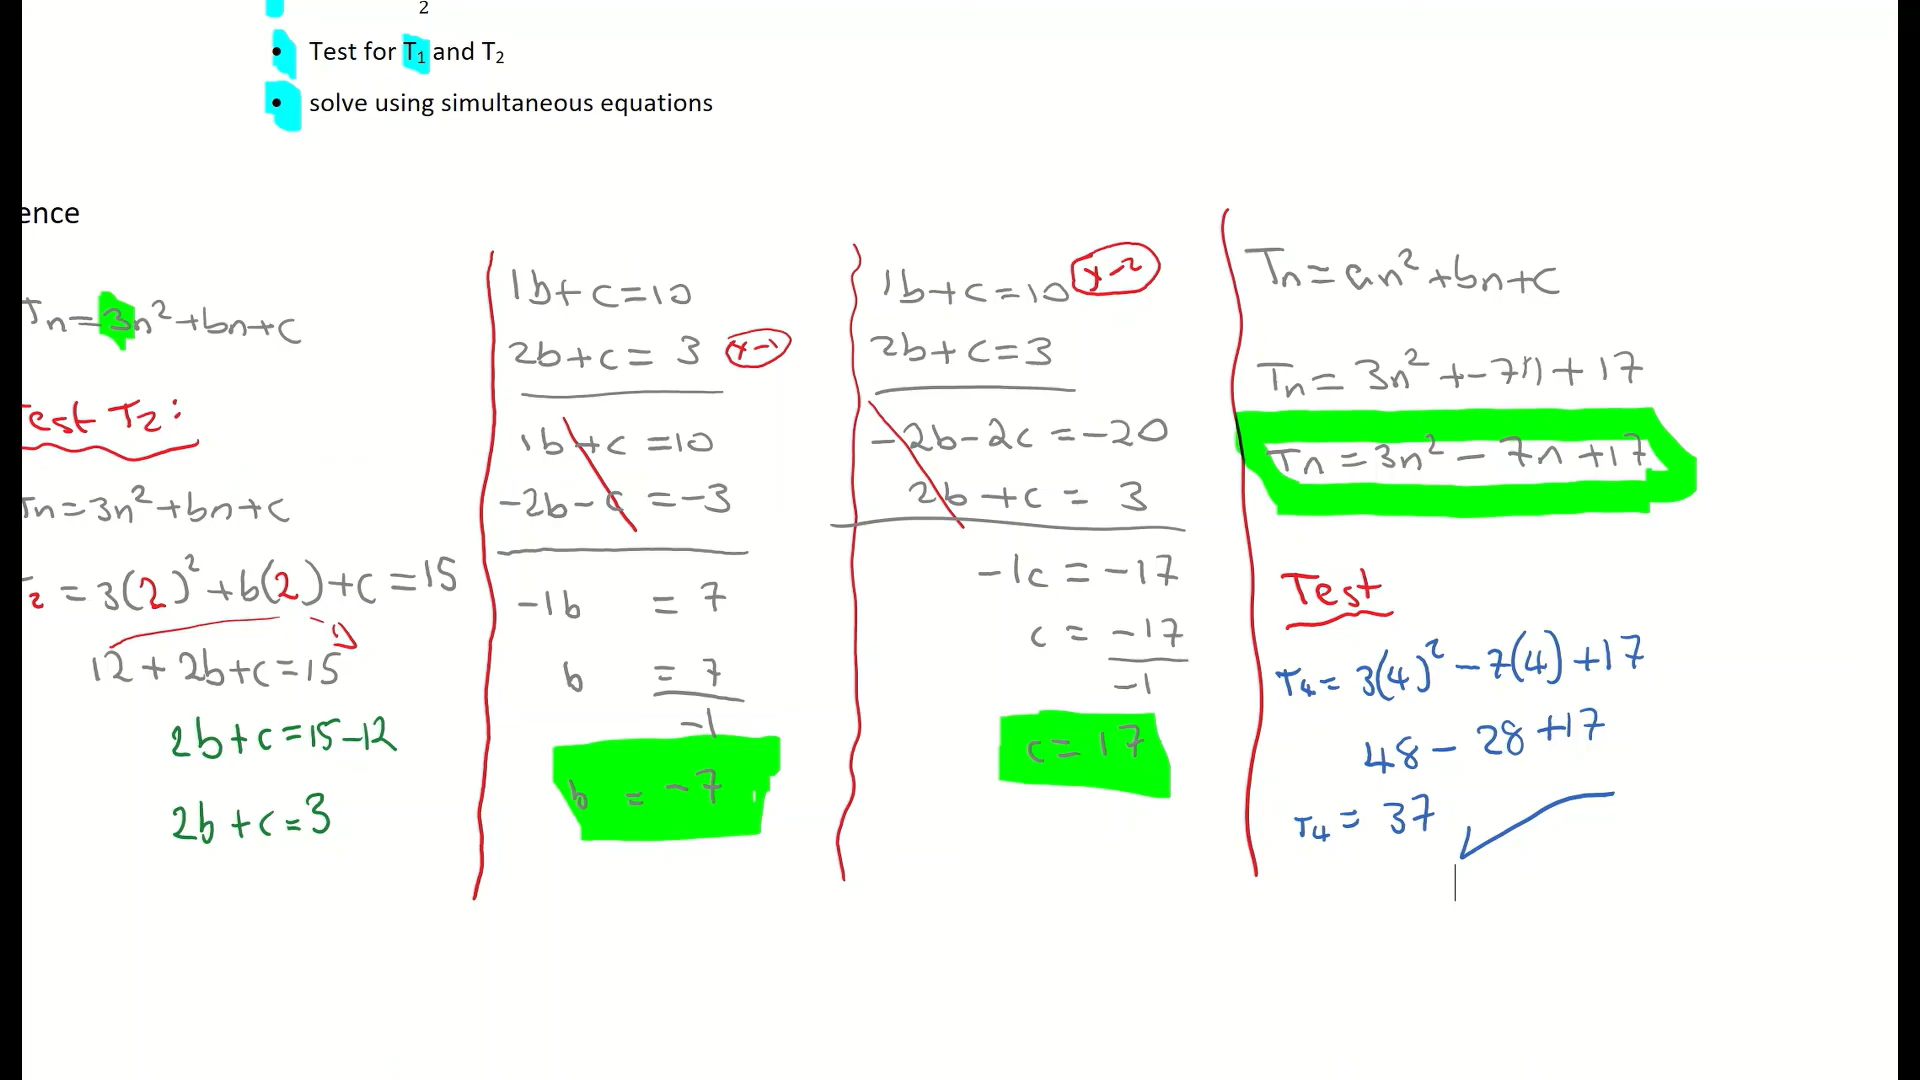 2
• Test for T₁ and T₂
• solve using simultaneous equations
ence
Tn = 3n² + bn + c
est T₂:
Tn = 3n² + bn + c
₂ = 3(2)² + b(2) + c = 15
12 + 2b + c = 15
2b + c = 15 - 12
2b + c = 3
1b + c = 10
2b + c = 3 ×-1
1b + c = 10
-2b - c = -3
-1b = 7
b = 7
-1
b = -7
1b + c = 10 ×-2
2b + c = 3
-2b - 2c = -20
2b + c = 3
-1c = -17
c = -17
-1
c = 17
Tn = an² + bn + c
Tn = 3n² + -7n + 17
Tn = 3n² - 7n + 17
Test
T₄ = 3(4)² - 7(4) + 17
48 - 28 + 17
T₄ = 37